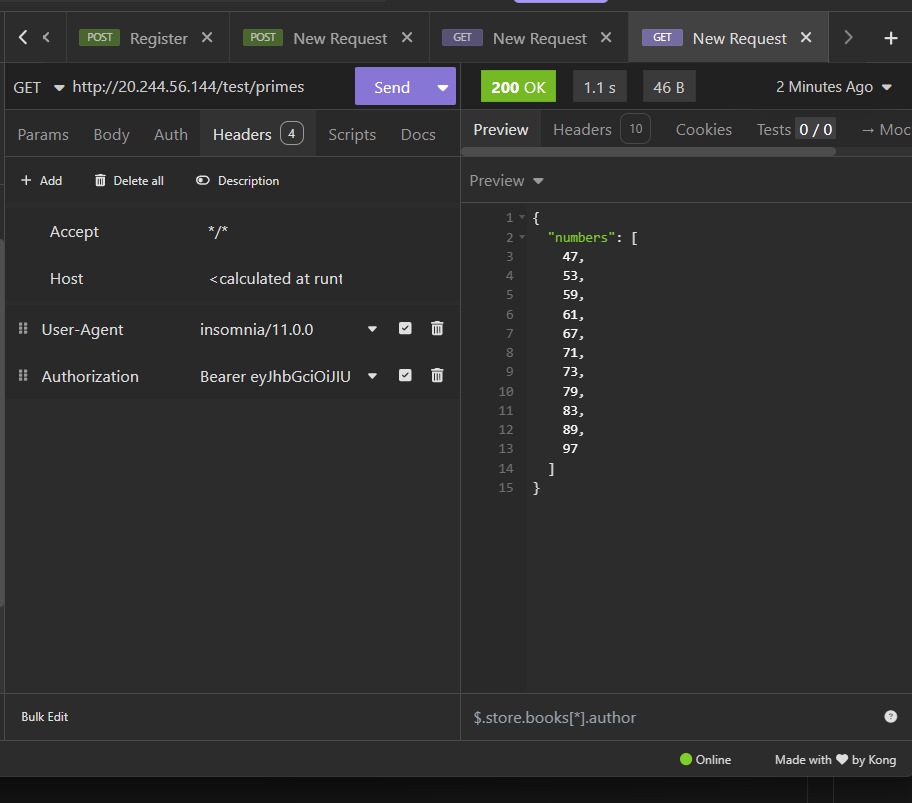 POST Register POST New Request GET New Request GET New Request
GET http://20.244.56.144/test/primes Send 200 OK 1.1 s 46 B 2 Minutes Ago
Params Body Auth Headers 4 Scripts Docs Preview Headers 10 Cookies Tests 0 / 0 → Moc
+ Add Delete all Description Preview
Accept */*
Host <calculated at runt
User-Agent insomnia/11.0.0
Authorization Bearer eyJhbGciOiJIU
1 {
2 "numbers": [
3 47,
4 53,
5 59,
6 61,
7 67,
8 71,
9 73,
10 79,
11 83,
12 89,
13 97
14 ]
15 }
Bulk Edit $.store.books[*].author
Online Made with ❤ by Kong